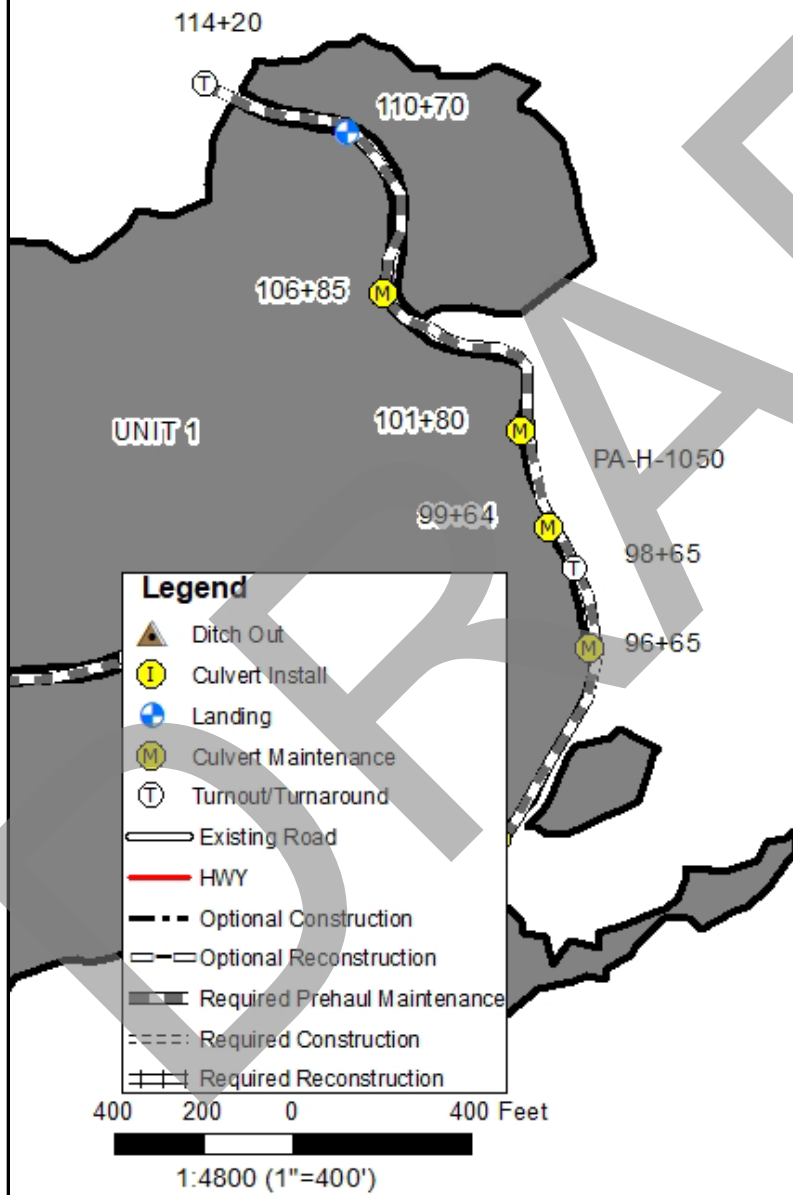 114+20
T
110+70
106+85
M
UNIT 1
101+80
M
PA-H-1050
99+64
M
98+65
T
96+65
M
Legend
Ditch Out
I Culvert Install
Landing
M Culvert Maintenance
T Turnout/Turnaround
Existing Road
HWY
Optional Construction
Optional Reconstruction
Required Prehaul Maintenance
Required Construction
Required Reconstruction
400 200 0 400 Feet
1:4800 (1"=400')
DRA